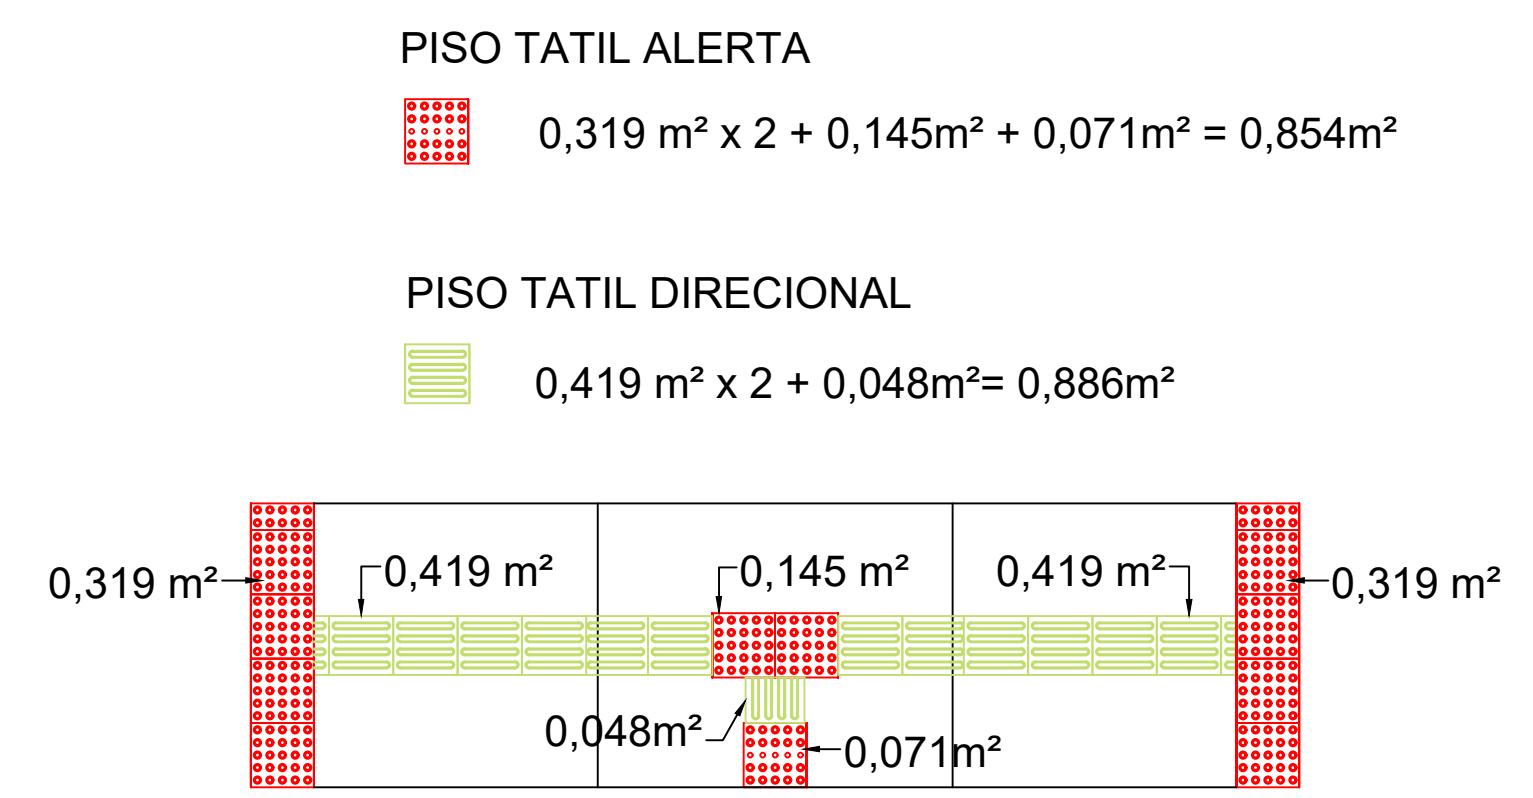 PISO TATIL ALERTA
0,319 m² x 2 + 0,145m² + 0,071m² = 0,854m²
PISO TATIL DIRECIONAL
0,419 m² x 2 + 0,048m²= 0,886m²
0,319 m²
0,419 m²
0,145 m²
0,419 m²
0,319 m²
0,048m²
0,071m²